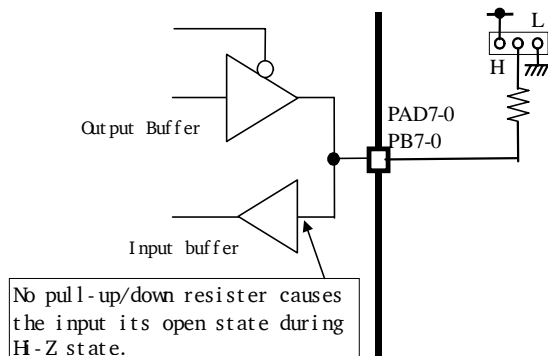 L
H
PAD7-0
PB7-0
Output Buffer
Input buffer
No pull-up/down resister causes
the input its open state during
Hi-Z state.